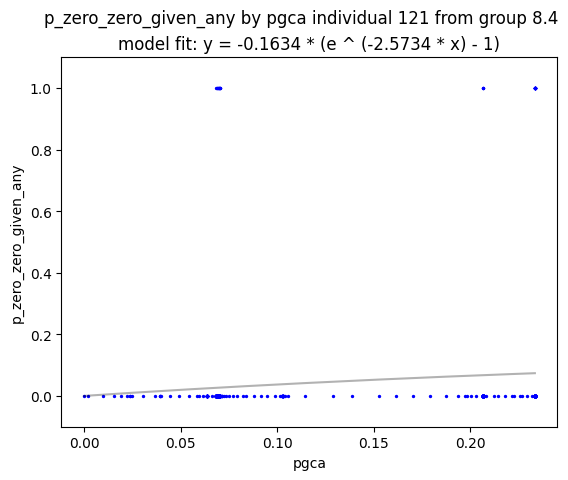 p_zero_zero_given_any by pgca individual 121 from group 8.4
model fit: y = -0.1634 * (e ^ (-2.5734 * x) - 1)
p_zero_zero_given_any
1.0
0.8
0.6
0.4
0.2
0.0
0.00 0.05 0.10 0.15 0.20
pgca